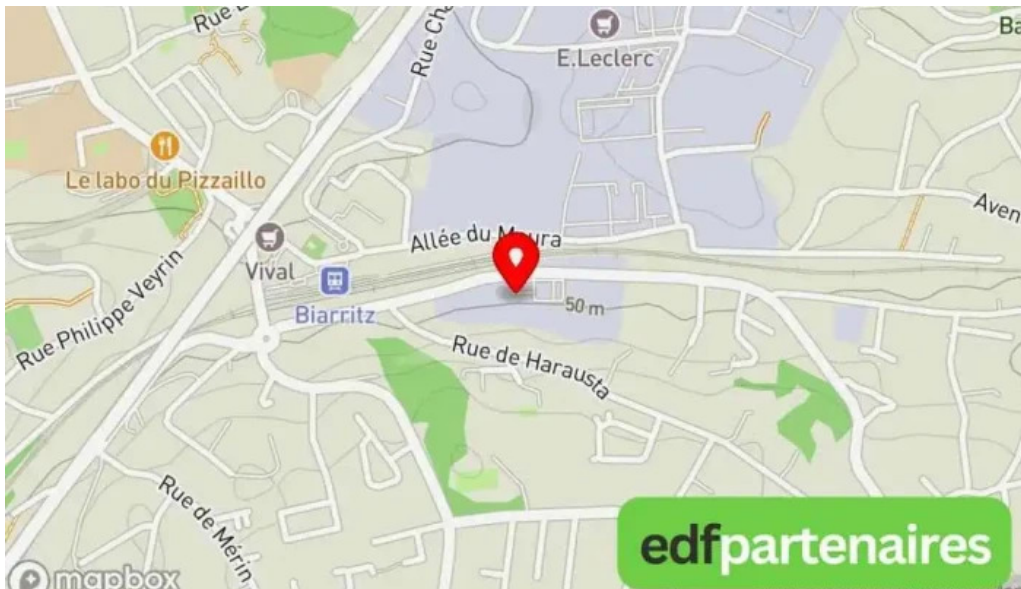 Rue
Rue Cha
E.Leclerc
Ba
Le labo du Pizzaillo
Allée du Moura
Aven
Vival
Biarritz
50 m
Rue Philippe Veyrin
Rue de Harausta
Rue de Mérin
edfpartenaires
mapbox